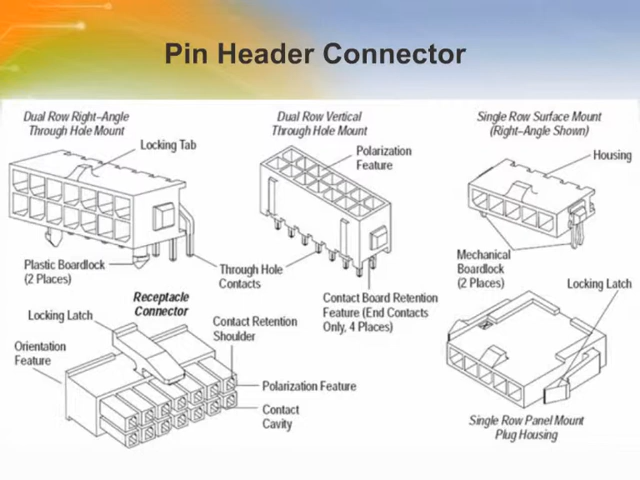 Pin Header Connector
Dual Row Right-Angle
Through Hole Mount
Locking Tab
Dual Row Vertical
Through Hole Mount
Polarization
Feature
Single Row Surface Mount
(Right-Angle Shown)
Housing
Plastic Boardlock
(2 Places)
Through Hole
Contacts
Mechanical
Boardlock
(2 Places)
Receptacle
Connector
Contact Board Retention
Feature (End Contacts
Only, 4 Places)
Locking Latch
Locking Latch
Contact Retention
Shoulder
Orientation
Feature
Polarization Feature
Contact
Cavity
Single Row Panel Mount
Plug Housing